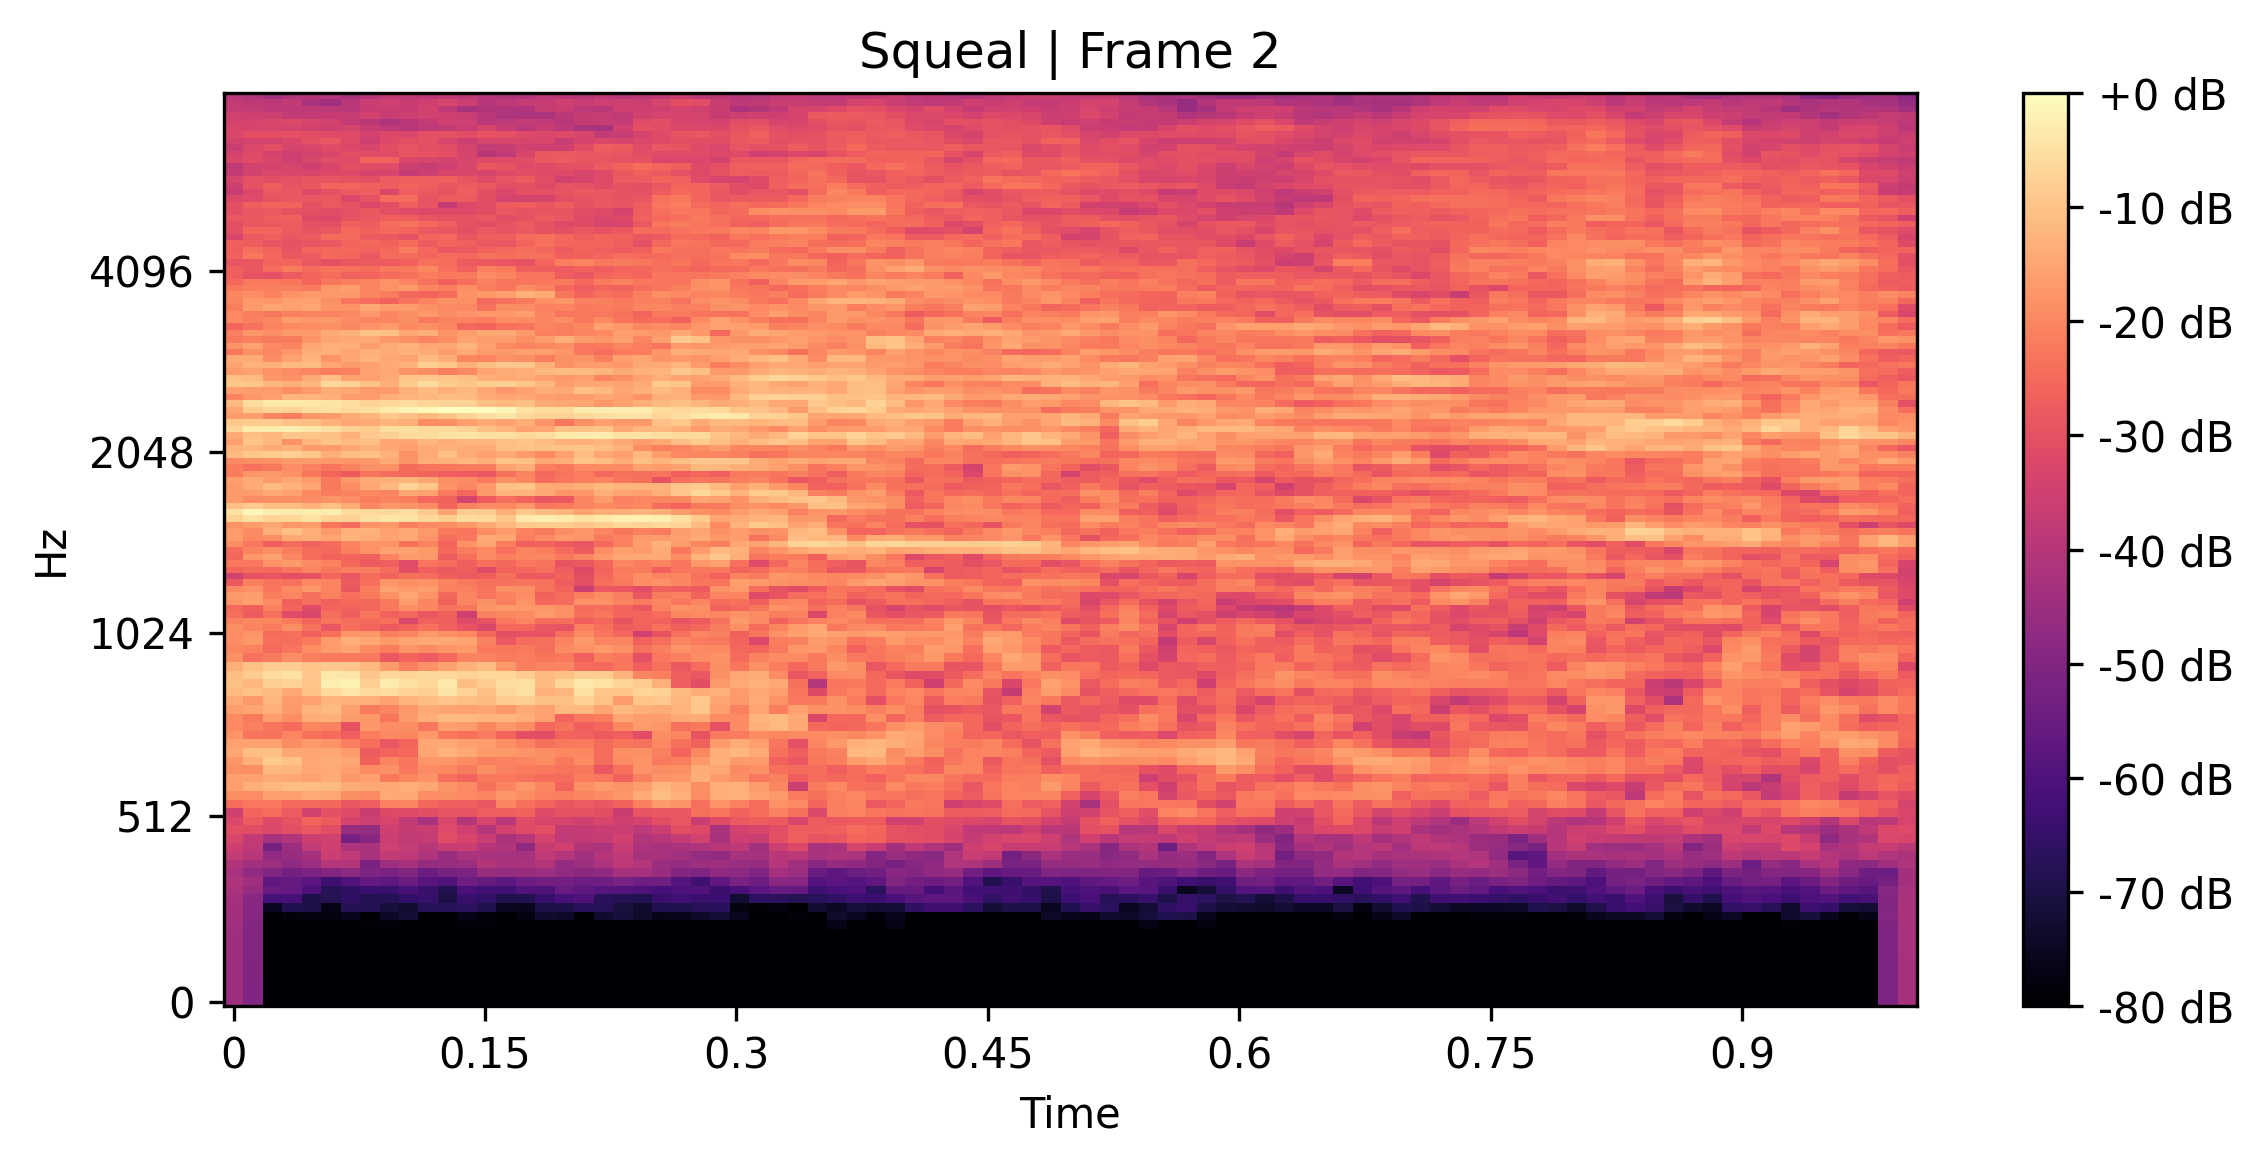 Squeal | Frame 2
Hz
4096
2048
1024
512
0
0 0.15 0.3 0.45 0.6 0.75 0.9
Time
+0 dB
-10 dB
-20 dB
-30 dB
-40 dB
-50 dB
-60 dB
-70 dB
-80 dB